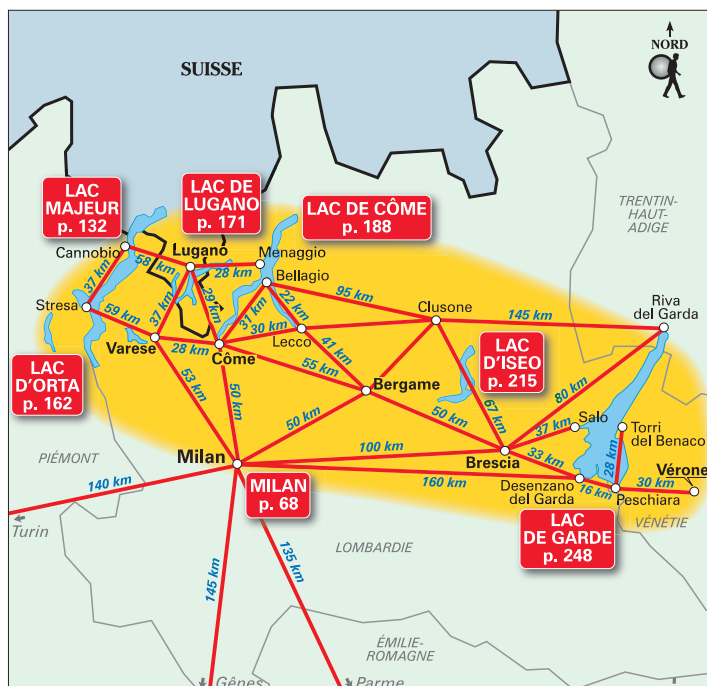 NORD
SUISSE
LAC
MAJEUR
p. 132
LAC DE
LUGANO
p. 171
LAC DE CÔME
p. 188
TRENTIN-
HAUT-
ADIGE
Cannobio
Lugano
Menaggio
58 km
28 km
Bellagio
37 km
95 km
Stresa
59 km
37 km
29 km
31 km
22 km
Clusone
145 km
Riva
del Garda
30 km
Lecco
Varese
28 km
Côme
41 km
LAC
D'ISEO
p. 215
LAC
D'ORTA
p. 162
55 km
Bergame
80 km
53 km
50 km
50 km
50 km
67 km
37 km
Salo
Torri
del Benaco
PIÉMONT
Milan
100 km
Brescia
33 km
28 km
140 km
160 km
Desenzano
del Garda
16 km
Peschiara
30 km
Vérone
MILAN
p. 68
VÉNÉTIE
Turin
LAC
DE GARDE
p. 248
LOMBARDIE
145 km
135 km
ÉMILIE-
ROMAGNE
Gênes
Parme